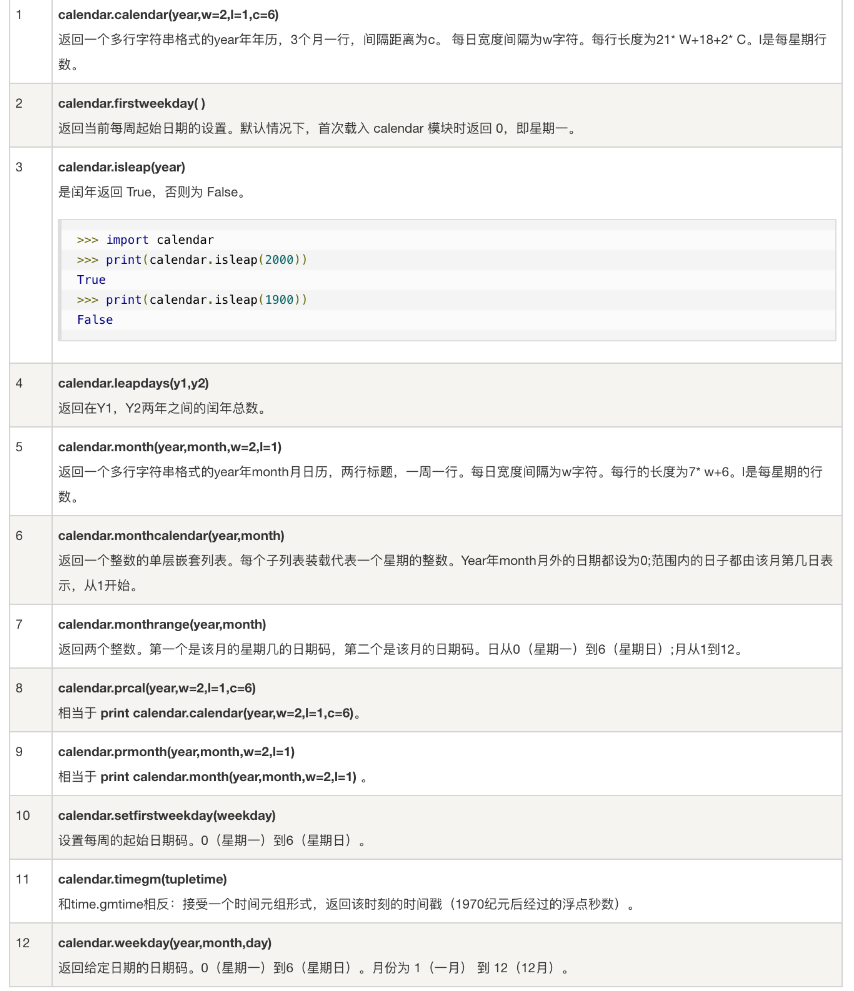 1
calendar.calendar(year,w=2,l=1,c=6)
返回一个多行字符串格式的year年年历，3个月一行，间隔距离为c。 每日宽度间隔为w字符。每行长度为21* W+18+2* C。l是每星期行
数。
2
calendar.firstweekday( )
返回当前每周起始日期的设置。默认情况下，首次载入 calendar 模块时返回 0，即星期一。
3
calendar.isleap(year)
是闰年返回 True，否则为 False。
>>> import calendar
>>> print(calendar.isleap(2000))
True
>>> print(calendar.isleap(1900))
False
4
calendar.leapdays(y1,y2)
返回在Y1，Y2两年之间的闰年总数。
5
calendar.month(year,month,w=2,l=1)
返回一个多行字符串格式的year年month月日历，两行标题，一周一行。每日宽度间隔为w字符。每行的长度为7* w+6。l是每星期的行
数。
6
calendar.monthcalendar(year,month)
返回一个整数的单层嵌套列表。每个子列表装载代表一个星期的整数。Year年month月外的日期都设为0;范围内的日子都由该月第几日表
示，从1开始。
7
calendar.monthrange(year,month)
返回两个整数。第一个是该月的星期几的日期码，第二个是该月的日期码。日从0（星期一）到6（星期日）;月从1到12。
8
calendar.prcal(year,w=2,l=1,c=6)
相当于 print calendar.calendar(year,w=2,l=1,c=6)。
9
calendar.prmonth(year,month,w=2,l=1)
相当于 print calendar.month(year,month,w=2,l=1) 。
10
calendar.setfirstweekday(weekday)
设置每周的起始日期码。0（星期一）到6（星期日）。
11
calendar.timegm(tupletime)
和time.gmtime相反：接受一个时间元组形式，返回该时刻的时间戳（1970纪元后经过的浮点秒数）。
12
calendar.weekday(year,month,day)
返回给定日期的日期码。0（星期一）到6（星期日）。月份为 1（一月） 到 12（12月）。